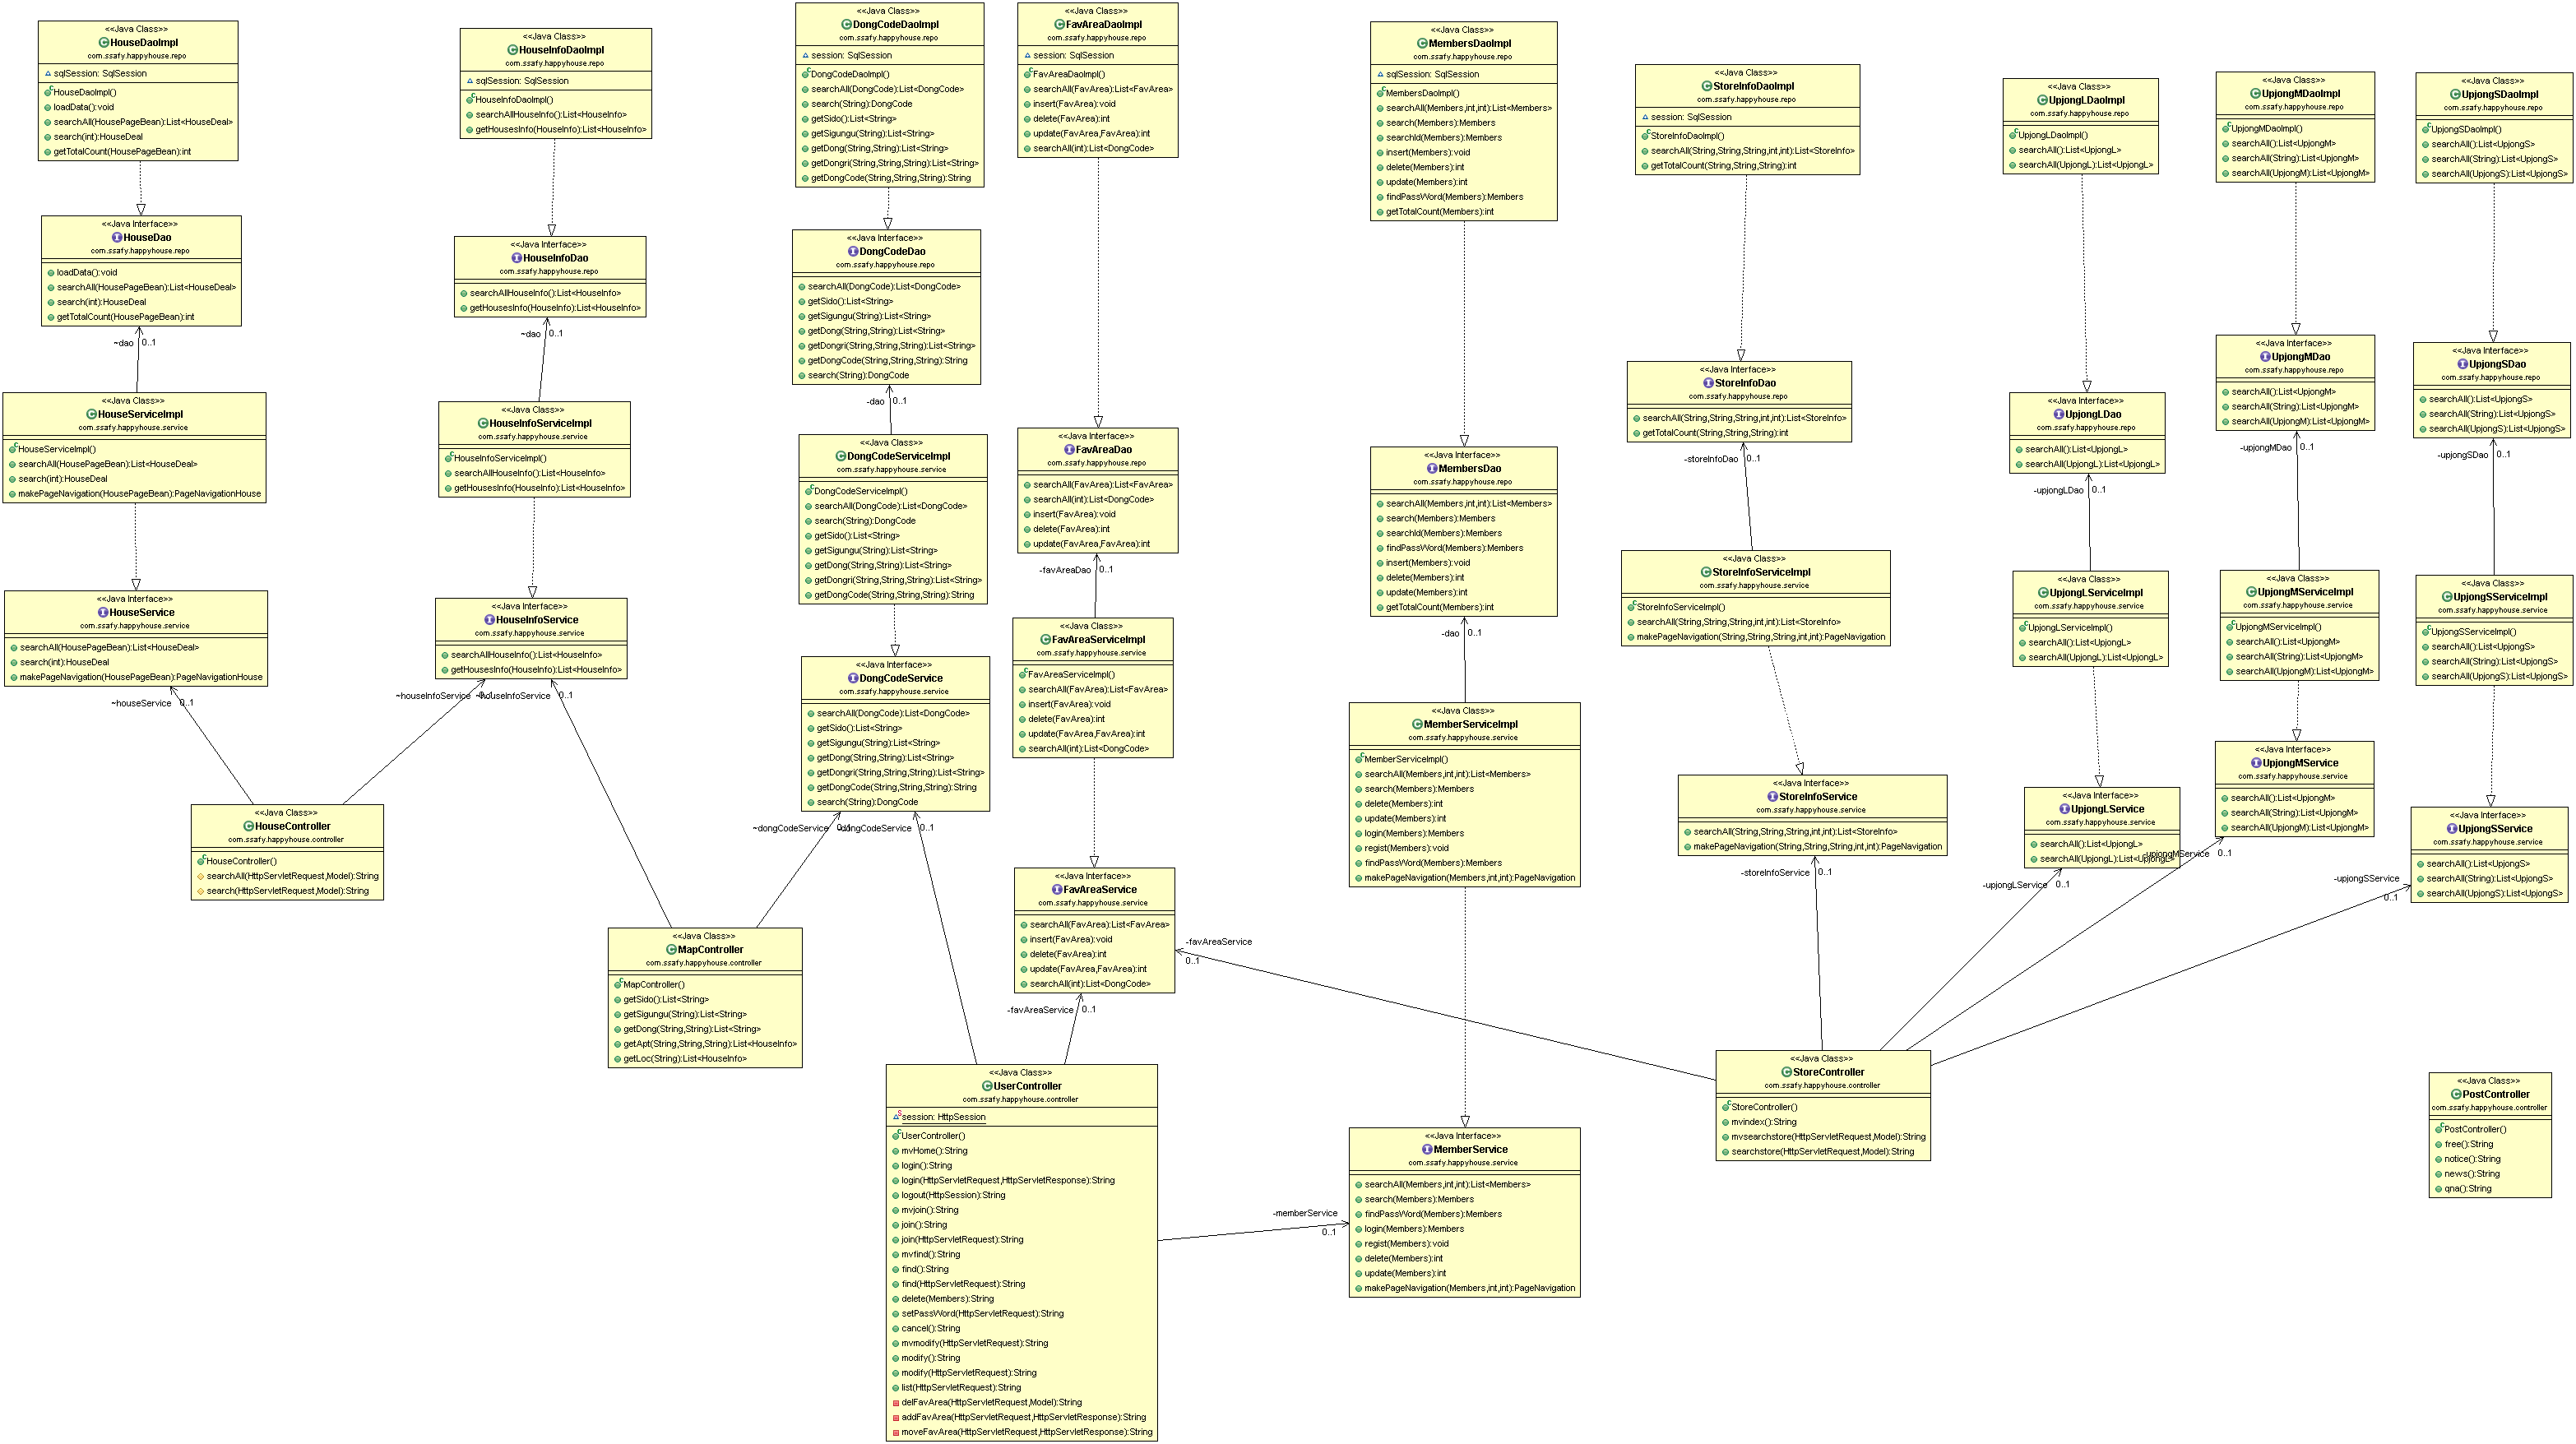 <<Java Class>>
HouseDaoImpl
com.ssafy.happyhouse.repo
sqlSession: SqlSession
HouseDaoImpl()
loadData():void
searchAll(HousePageBean):List<HouseDeal>
search(int):HouseDeal
getTotalCount(HousePageBean):int
<<Java Interface>>
HouseDao
com.ssafy.happyhouse.repo
loadData():void
searchAll(HousePageBean):List<HouseDeal>
search(int):HouseDeal
getTotalCount(HousePageBean):int
~dao 0..1
<<Java Class>>
HouseServiceImpl
com.ssafy.happyhouse.service
HouseServiceImpl()
searchAll(HousePageBean):List<HouseDeal>
search(int):HouseDeal
makePageNavigation(HousePageBean):PageNavigationHouse
<<Java Interface>>
HouseService
com.ssafy.happyhouse.service
searchAll(HousePageBean):List<HouseDeal>
search(int):HouseDeal
makePageNavigation(HousePageBean):PageNavigationHouse
~houseService 0..1
<<Java Class>>
HouseController
com.ssafy.happyhouse.controller
HouseController()
searchAll(HttpServletRequest,Model):String
search(HttpServletRequest,Model):String
<<Java Class>>
HouseInfoDaoImpl
com.ssafy.happyhouse.repo
sqlSession: SqlSession
HouseInfoDaoImpl()
searchAllHouseInfo():List<HouseInfo>
getHousesInfo(HouseInfo):List<HouseInfo>
<<Java Interface>>
HouseInfoDao
com.ssafy.happyhouse.repo
searchAllHouseInfo():List<HouseInfo>
getHousesInfo(HouseInfo):List<HouseInfo>
~dao 0..1
<<Java Class>>
HouseInfoServiceImpl
com.ssafy.happyhouse.service
HouseInfoServiceImpl()
searchAllHouseInfo():List<HouseInfo>
getHousesInfo(HouseInfo):List<HouseInfo>
<<Java Interface>>
HouseInfoService
com.ssafy.happyhouse.service
searchAllHouseInfo():List<HouseInfo>
getHousesInfo(HouseInfo):List<HouseInfo>
~houseInfoService 0..1
~houseInfoService 0..1
<<Java Class>>
MapController
com.ssafy.happyhouse.controller
MapController()
getSido():List<String>
getSigungu(String):List<String>
getDong(String,String):List<String>
getApt(String,String,String):List<HouseInfo>
getLoc(String):List<HouseInfo>
<<Java Class>>
DongCodeDaoImpl
com.ssafy.happyhouse.repo
session: SqlSession
DongCodeDaoImpl()
searchAll(DongCode):List<DongCode>
search(String):DongCode
getSido():List<String>
getSigungu(String):List<String>
getDong(String,String):List<String>
getDongri(String,String,String):List<String>
getDongCode(String,String,String):String
<<Java Interface>>
DongCodeDao
com.ssafy.happyhouse.repo
searchAll(DongCode):List<DongCode>
getSido():List<String>
getSigungu(String):List<String>
getDong(String,String):List<String>
getDongri(String,String,String):List<String>
getDongCode(String,String,String):String
search(String):DongCode
-dao 0..1
<<Java Class>>
DongCodeServiceImpl
com.ssafy.happyhouse.service
DongCodeServiceImpl()
searchAll(DongCode):List<DongCode>
search(String):DongCode
getSido():List<String>
getSigungu(String):List<String>
getDong(String,String):List<String>
getDongri(String,String,String):List<String>
getDongCode(String,String,String):String
<<Java Interface>>
DongCodeService
com.ssafy.happyhouse.service
searchAll(DongCode):List<DongCode>
getSido():List<String>
getSigungu(String):List<String>
getDong(String,String):List<String>
getDongri(String,String,String):List<String>
getDongCode(String,String,String):String
search(String):DongCode
~dongCodeService 0..1
-dongCodeService 0..1
<<Java Class>>
FavAreaDaoImpl
com.ssafy.happyhouse.repo
session: SqlSession
FavAreaDaoImpl()
searchAll(FavArea):List<FavArea>
insert(FavArea):void
delete(FavArea):int
update(FavArea,FavArea):int
searchAll(int):List<DongCode>
<<Java Interface>>
FavAreaDao
com.ssafy.happyhouse.repo
searchAll(FavArea):List<FavArea>
searchAll(int):List<DongCode>
insert(FavArea):void
delete(FavArea):int
update(FavArea,FavArea):int
-favAreaDao 0..1
<<Java Class>>
FavAreaServiceImpl
com.ssafy.happyhouse.service
FavAreaServiceImpl()
searchAll(FavArea):List<FavArea>
insert(FavArea):void
delete(FavArea):int
update(FavArea,FavArea):int
searchAll(int):List<DongCode>
<<Java Interface>>
FavAreaService
com.ssafy.happyhouse.service
searchAll(FavArea):List<FavArea>
insert(FavArea):void
delete(FavArea):int
update(FavArea,FavArea):int
searchAll(int):List<DongCode>
-favAreaService
0..1
-favAreaService 0..1
<<Java Class>>
UserController
com.ssafy.happyhouse.controller
session: HttpSession
UserController()
mvHome():String
login():String
login(HttpServletRequest,HttpServletResponse):String
logout(HttpSession):String
mvjoin():String
join():String
join(HttpServletRequest):String
mvfind():String
find():String
find(HttpServletRequest):String
delete(Members):String
setPassWord(HttpServletRequest):String
cancel():String
mvmodify(HttpServletRequest):String
modify():String
modify(HttpServletRequest):String
list(HttpServletRequest):String
delFavArea(HttpServletRequest,Model):String
addFavArea(HttpServletRequest,HttpServletResponse):String
moveFavArea(HttpServletRequest,HttpServletResponse):String
<<Java Class>>
MembersDaoImpl
com.ssafy.happyhouse.repo
sqlSession: SqlSession
MembersDaoImpl()
searchAll(Members,int,int):List<Members>
search(Members):Members
searchId(Members):Members
insert(Members):void
delete(Members):int
update(Members):int
findPassWord(Members):Members
getTotalCount(Members):int
<<Java Interface>>
MembersDao
com.ssafy.happyhouse.repo
searchAll(Members,int,int):List<Members>
search(Members):Members
searchId(Members):Members
findPassWord(Members):Members
insert(Members):void
delete(Members):int
update(Members):int
getTotalCount(Members):int
-dao 0..1
<<Java Class>>
MemberServiceImpl
com.ssafy.happyhouse.service
MemberServiceImpl()
searchAll(Members,int,int):List<Members>
search(Members):Members
delete(Members):int
update(Members):int
login(Members):Members
regist(Members):void
findPassWord(Members):Members
makePageNavigation(Members,int,int):PageNavigation
<<Java Interface>>
MemberService
com.ssafy.happyhouse.service
searchAll(Members,int,int):List<Members>
search(Members):Members
findPassWord(Members):Members
login(Members):Members
regist(Members):void
delete(Members):int
update(Members):int
makePageNavigation(Members,int,int):PageNavigation
-memberService
0..1
<<Java Class>>
StoreInfoDaoImpl
com.ssafy.happyhouse.repo
session: SqlSession
StoreInfoDaoImpl()
searchAll(String,String,String,int,int):List<StoreInfo>
getTotalCount(String,String,String):int
<<Java Interface>>
StoreInfoDao
com.ssafy.happyhouse.repo
searchAll(String,String,String,int,int):List<StoreInfo>
getTotalCount(String,String,String):int
-storeInfoDao 0..1
<<Java Class>>
StoreInfoServiceImpl
com.ssafy.happyhouse.service
StoreInfoServiceImpl()
searchAll(String,String,String,int,int):List<StoreInfo>
makePageNavigation(String,String,String,int,int):PageNavigation
<<Java Interface>>
StoreInfoService
com.ssafy.happyhouse.service
searchAll(String,String,String,int,int):List<StoreInfo>
makePageNavigation(String,String,String,int,int):PageNavigation
-storeInfoService 0..1
<<Java Class>>
StoreController
com.ssafy.happyhouse.controller
StoreController()
mvindex():String
mvsearchstore(HttpServletRequest,Model):String
searchstore(HttpServletRequest,Model):String
<<Java Class>>
UpjongLDaoImpl
com.ssafy.happyhouse.repo
UpjongLDaoImpl()
searchAll():List<UpjongL>
searchAll(UpjongL):List<UpjongL>
<<Java Interface>>
UpjongLDao
com.ssafy.happyhouse.repo
searchAll():List<UpjongL>
searchAll(UpjongL):List<UpjongL>
-upjongLDao 0..1
<<Java Class>>
UpjongLServiceImpl
com.ssafy.happyhouse.service
UpjongLServiceImpl()
searchAll():List<UpjongL>
searchAll(UpjongL):List<UpjongL>
<<Java Interface>>
UpjongLService
com.ssafy.happyhouse.service
searchAll():List<UpjongL>
searchAll(UpjongL):List<UpjongL>
-upjongLService 0..1
<<Java Class>>
UpjongMDaoImpl
com.ssafy.happyhouse.repo
UpjongMDaoImpl()
searchAll():List<UpjongM>
searchAll(String):List<UpjongM>
searchAll(UpjongM):List<UpjongM>
<<Java Interface>>
UpjongMDao
com.ssafy.happyhouse.repo
searchAll():List<UpjongM>
searchAll(String):List<UpjongM>
searchAll(UpjongM):List<UpjongM>
-upjongMDao 0..1
<<Java Class>>
UpjongMServiceImpl
com.ssafy.happyhouse.service
UpjongMServiceImpl()
searchAll():List<UpjongM>
searchAll(String):List<UpjongM>
searchAll(UpjongM):List<UpjongM>
<<Java Interface>>
UpjongMService
com.ssafy.happyhouse.service
searchAll():List<UpjongM>
searchAll(String):List<UpjongM>
searchAll(UpjongM):List<UpjongM>
-upjongMService 0..1
<<Java Class>>
UpjongSDaoImpl
com.ssafy.happyhouse.repo
UpjongSDaoImpl()
searchAll():List<UpjongS>
searchAll(String):List<UpjongS>
searchAll(UpjongS):List<UpjongS>
<<Java Interface>>
UpjongSDao
com.ssafy.happyhouse.repo
searchAll():List<UpjongS>
searchAll(String):List<UpjongS>
searchAll(UpjongS):List<UpjongS>
-upjongSDao 0..1
<<Java Class>>
UpjongSServiceImpl
com.ssafy.happyhouse.service
UpjongSServiceImpl()
searchAll():List<UpjongS>
searchAll(String):List<UpjongS>
searchAll(UpjongS):List<UpjongS>
<<Java Interface>>
UpjongSService
com.ssafy.happyhouse.service
searchAll():List<UpjongS>
searchAll(String):List<UpjongS>
searchAll(UpjongS):List<UpjongS>
-upjongSService
0..1
<<Java Class>>
PostController
com.ssafy.happyhouse.controller
PostController()
free():String
notice():String
news():String
qna():String